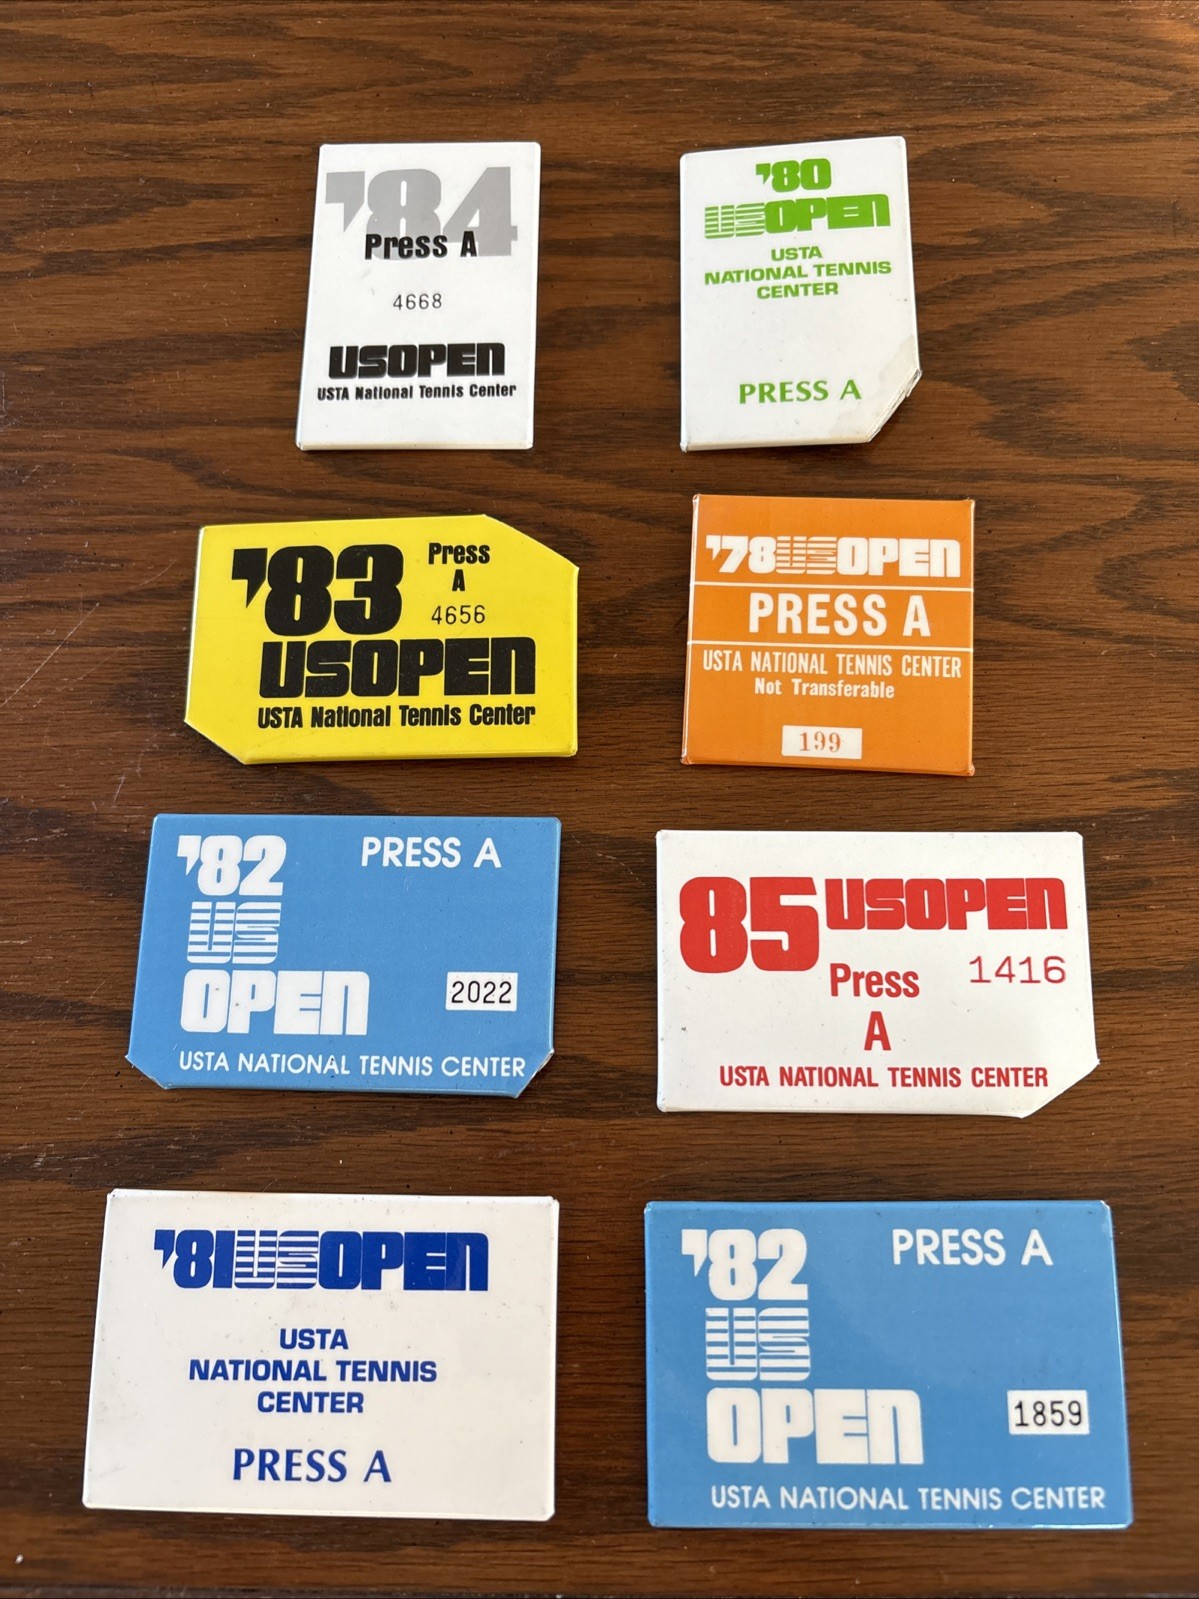 '84
Press A
4668
USOPEN
USTA National Tennis Center
'80
USOPEN
USTA
NATIONAL TENNIS
CENTER
PRESS A
'83
Press
A
4656
USOPEN
USTA National Tennis Center
'78USOPEN
PRESS A
USTA NATIONAL TENNIS CENTER
Not Transferable
199
'82
US
OPEN
PRESS A
2022
USTA NATIONAL TENNIS CENTER
85 USOPEN
Press
A
1416
USTA NATIONAL TENNIS CENTER
'81USOPEN
USTA
NATIONAL TENNIS
CENTER
PRESS A
'82
US
OPEN
PRESS A
1859
USTA NATIONAL TENNIS CENTER